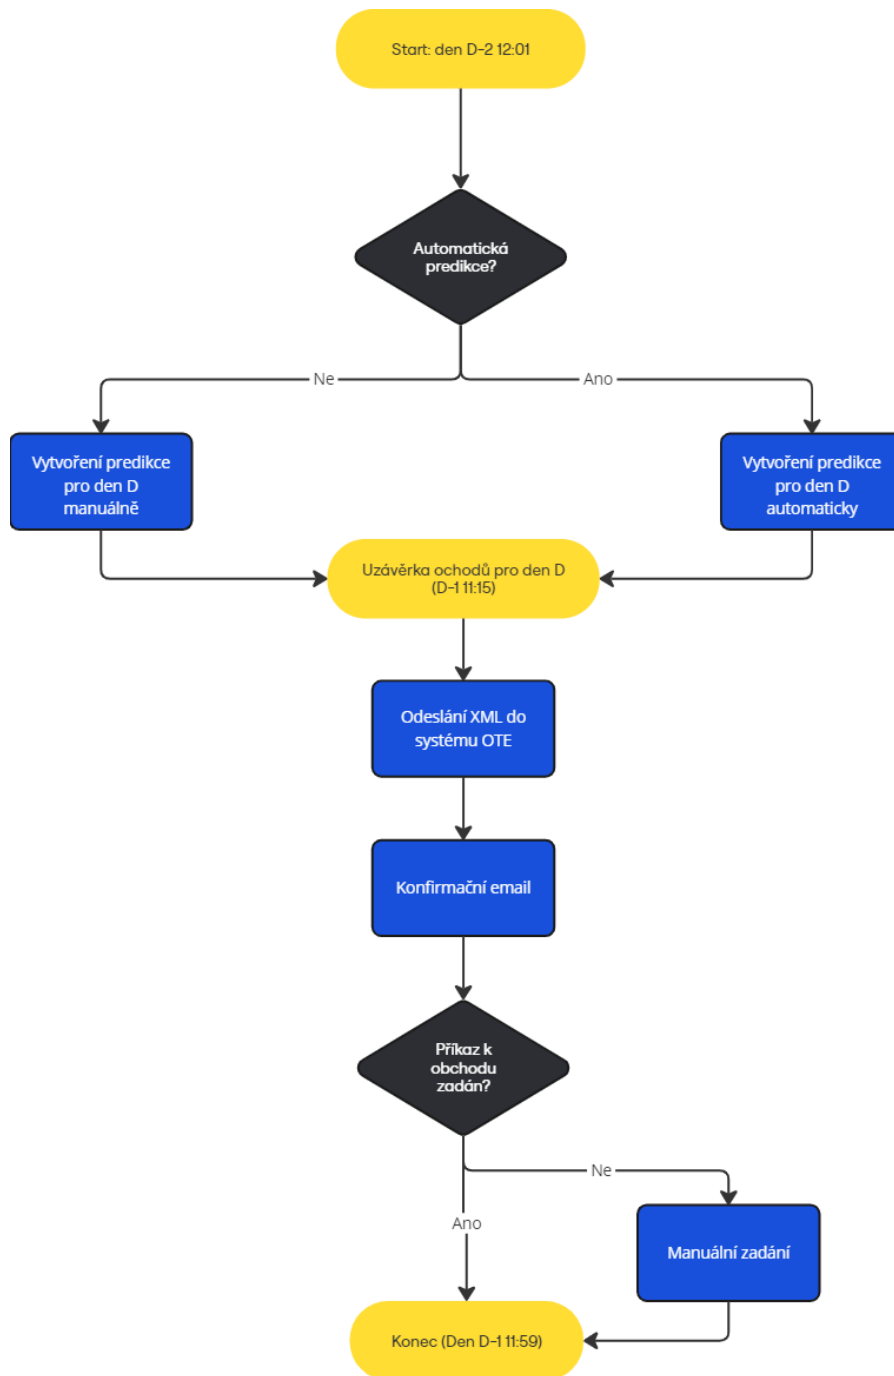 Start: den D-2 12:01
Automatická
predikce?
Ne
Ano
Vytvoření predikce
pro den D
manuálně
Vytvoření predikce
pro den D
automaticky
Uzávěrka ochodů pro den D
(D-1 11:15)
Odeslání XML do
systému OTE
Konfirmační email
Příkaz k
obchodu
zadán?
Ne
Ano
Manuální zadání
Konec (Den D-1 11:59)